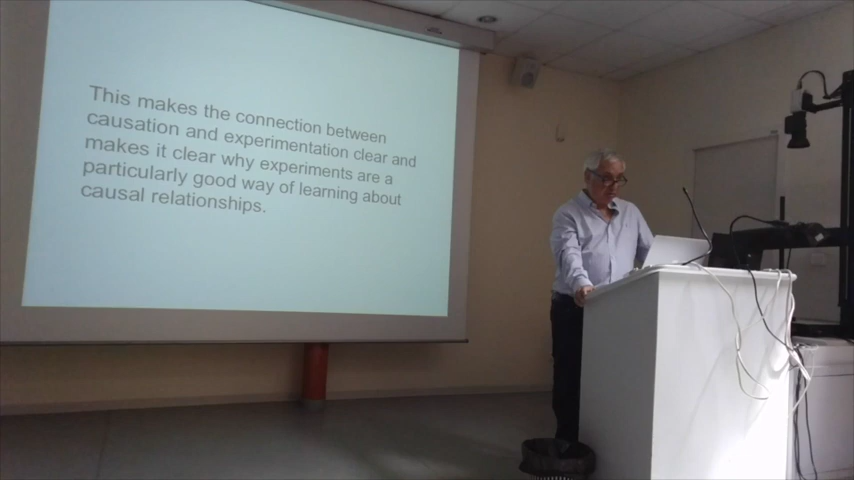 This makes the connection between
causation and experimentation clear and
makes it clear why experiments are a
particularly good way of learning about
causal relationships.